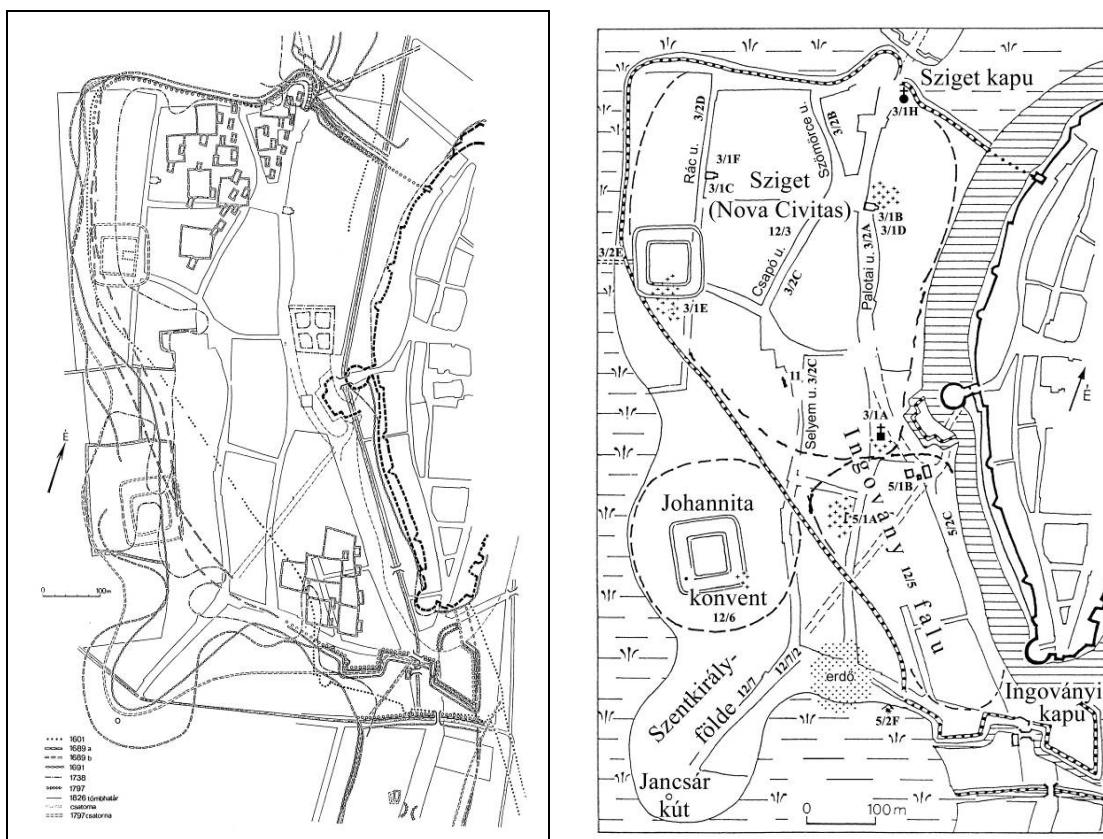 É
0 100m
1601
1689 a
1689 b
1691
1738
1797
1826 tömbhatár
csatorna
1797 csatorna
Sziget kapu
3/1H
3/2D
Szömörce u.
3/2B
Rác u.
3/1F
3/1C
Sziget
(Nova Civitas)
12/3
3/1B
3/1D
3/2E
Palotai u. 3/2A
Csapó u.
3/2C
3/1E
11
Selyem u. 3/2C
3/1A
É
Ingovány falu
5/1B
5/1A
5/2C
Johannita
konvent
12/6
12/5
Szentkirály-
földe
12/7
12/7/2
erdő
5/2F
Ingoványi
kapu
Jancsár
kút
0 100 m